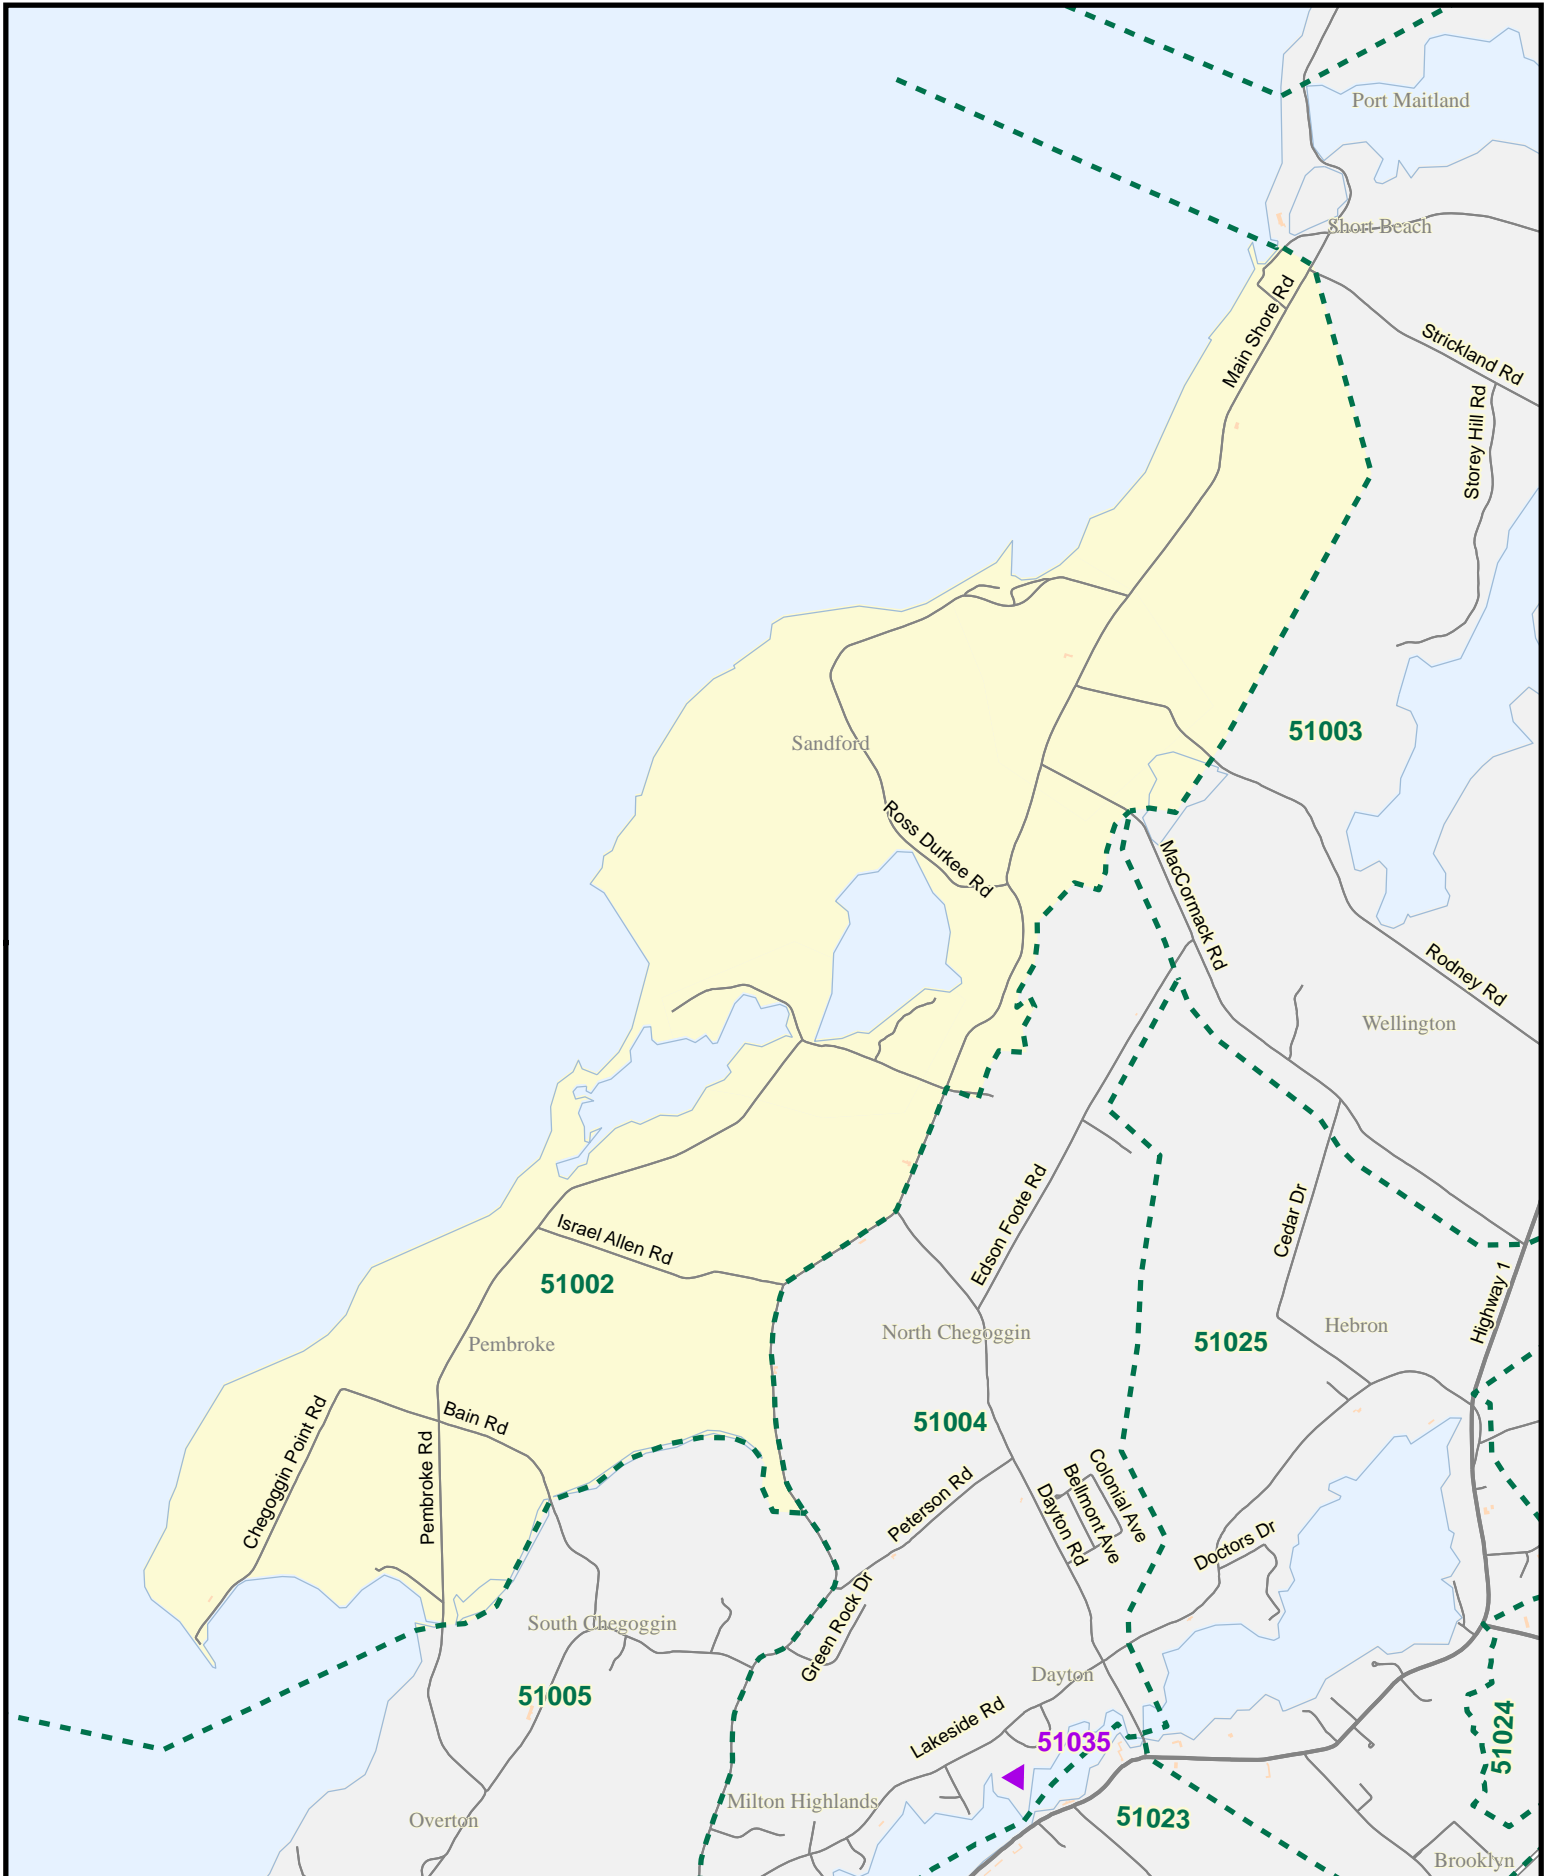 Port Maitland
Short Beach
Main Shore Rd
Strickland Rd
Storey Hill Rd
51003
Sandford
Ross Durkee Rd
MacCormack Rd
Rodney Rd
Wellington
Edson Foote Rd
Cedar Dr
Israel Allen Rd
51002
Highway 1
Pembroke
North Chegoggin
51025
Hebron
Chegoggin Point Rd
Bain Rd
Pembroke Rd
51004
Peterson Rd
Colonial Ave
Bellmont Ave
Dayton Rd
Doctors Dr
Green Rock Dr
South Chegoggin
Dayton
51005
Lakeside Rd
51035
51024
Milton Highlands
51023
Overton
Brooklyn